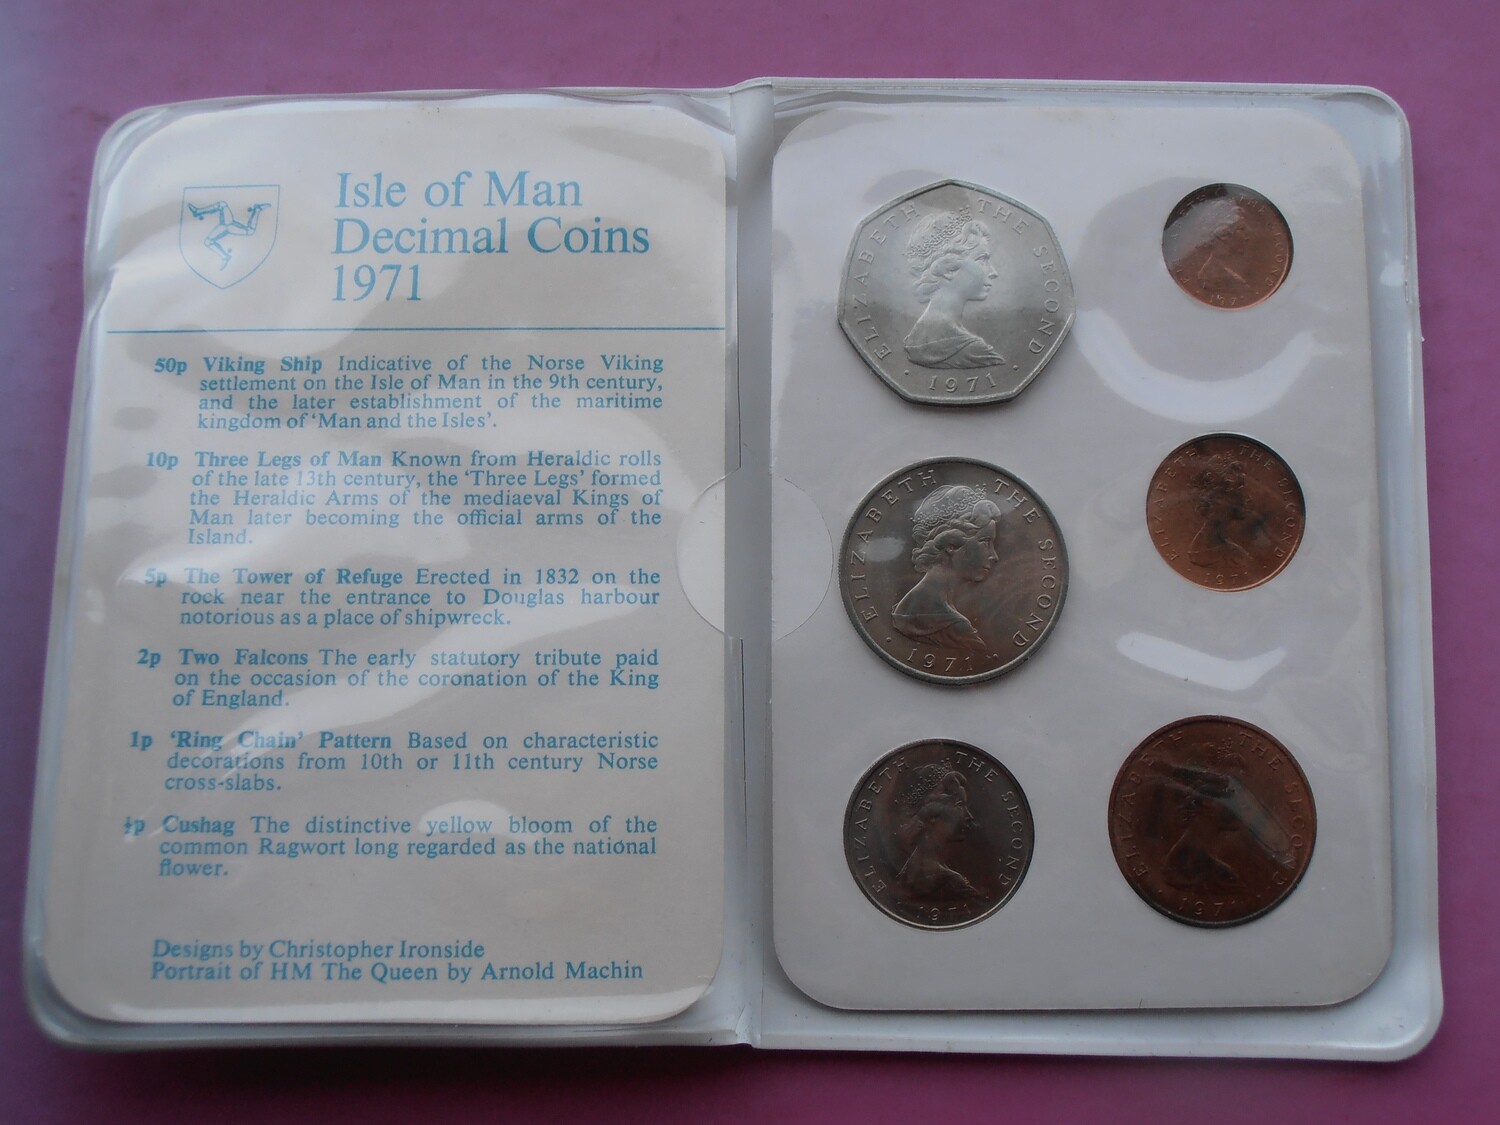 Isle of Man
Decimal Coins
1971
50p Viking Ship Indicative of the Norse Viking
settlement on the Isle of Man in the 9th century,
and the later establishment of the maritime
kingdom of 'Man and the Isles'.
10p Three Legs of Man Known from Heraldic rolls
of the late 13th century, the 'Three Legs' formed
the Heraldic Arms of the mediaeval Kings of
Man later becoming the official arms of the
Island.
5p The Tower of Refuge Erected in 1832 on the
rock near the entrance to Douglas harbour
notorious as a place of shipwreck.
2p Two Falcons The early statutory tribute paid
on the occasion of the coronation of the King
of England.
1p 'Ring Chain' Pattern Based on characteristic
decorations from 10th or 11th century Norse
cross-slabs.
½p Cushag The distinctive yellow bloom of the
common Ragwort long regarded as the national
flower.
Designs by Christopher Ironside
Portrait of HM The Queen by Arnold Machin
ELIZABETH THE SECOND
· 1971 ·
THE SECOND
1971
ELIZABETH THE SECOND
· 1971 ·
ELIZABETH THE SECOND
· 1971 ·
ELIZABETH THE SECOND
· 1971 ·
ELIZABETH THE SECOND
· 1971 ·